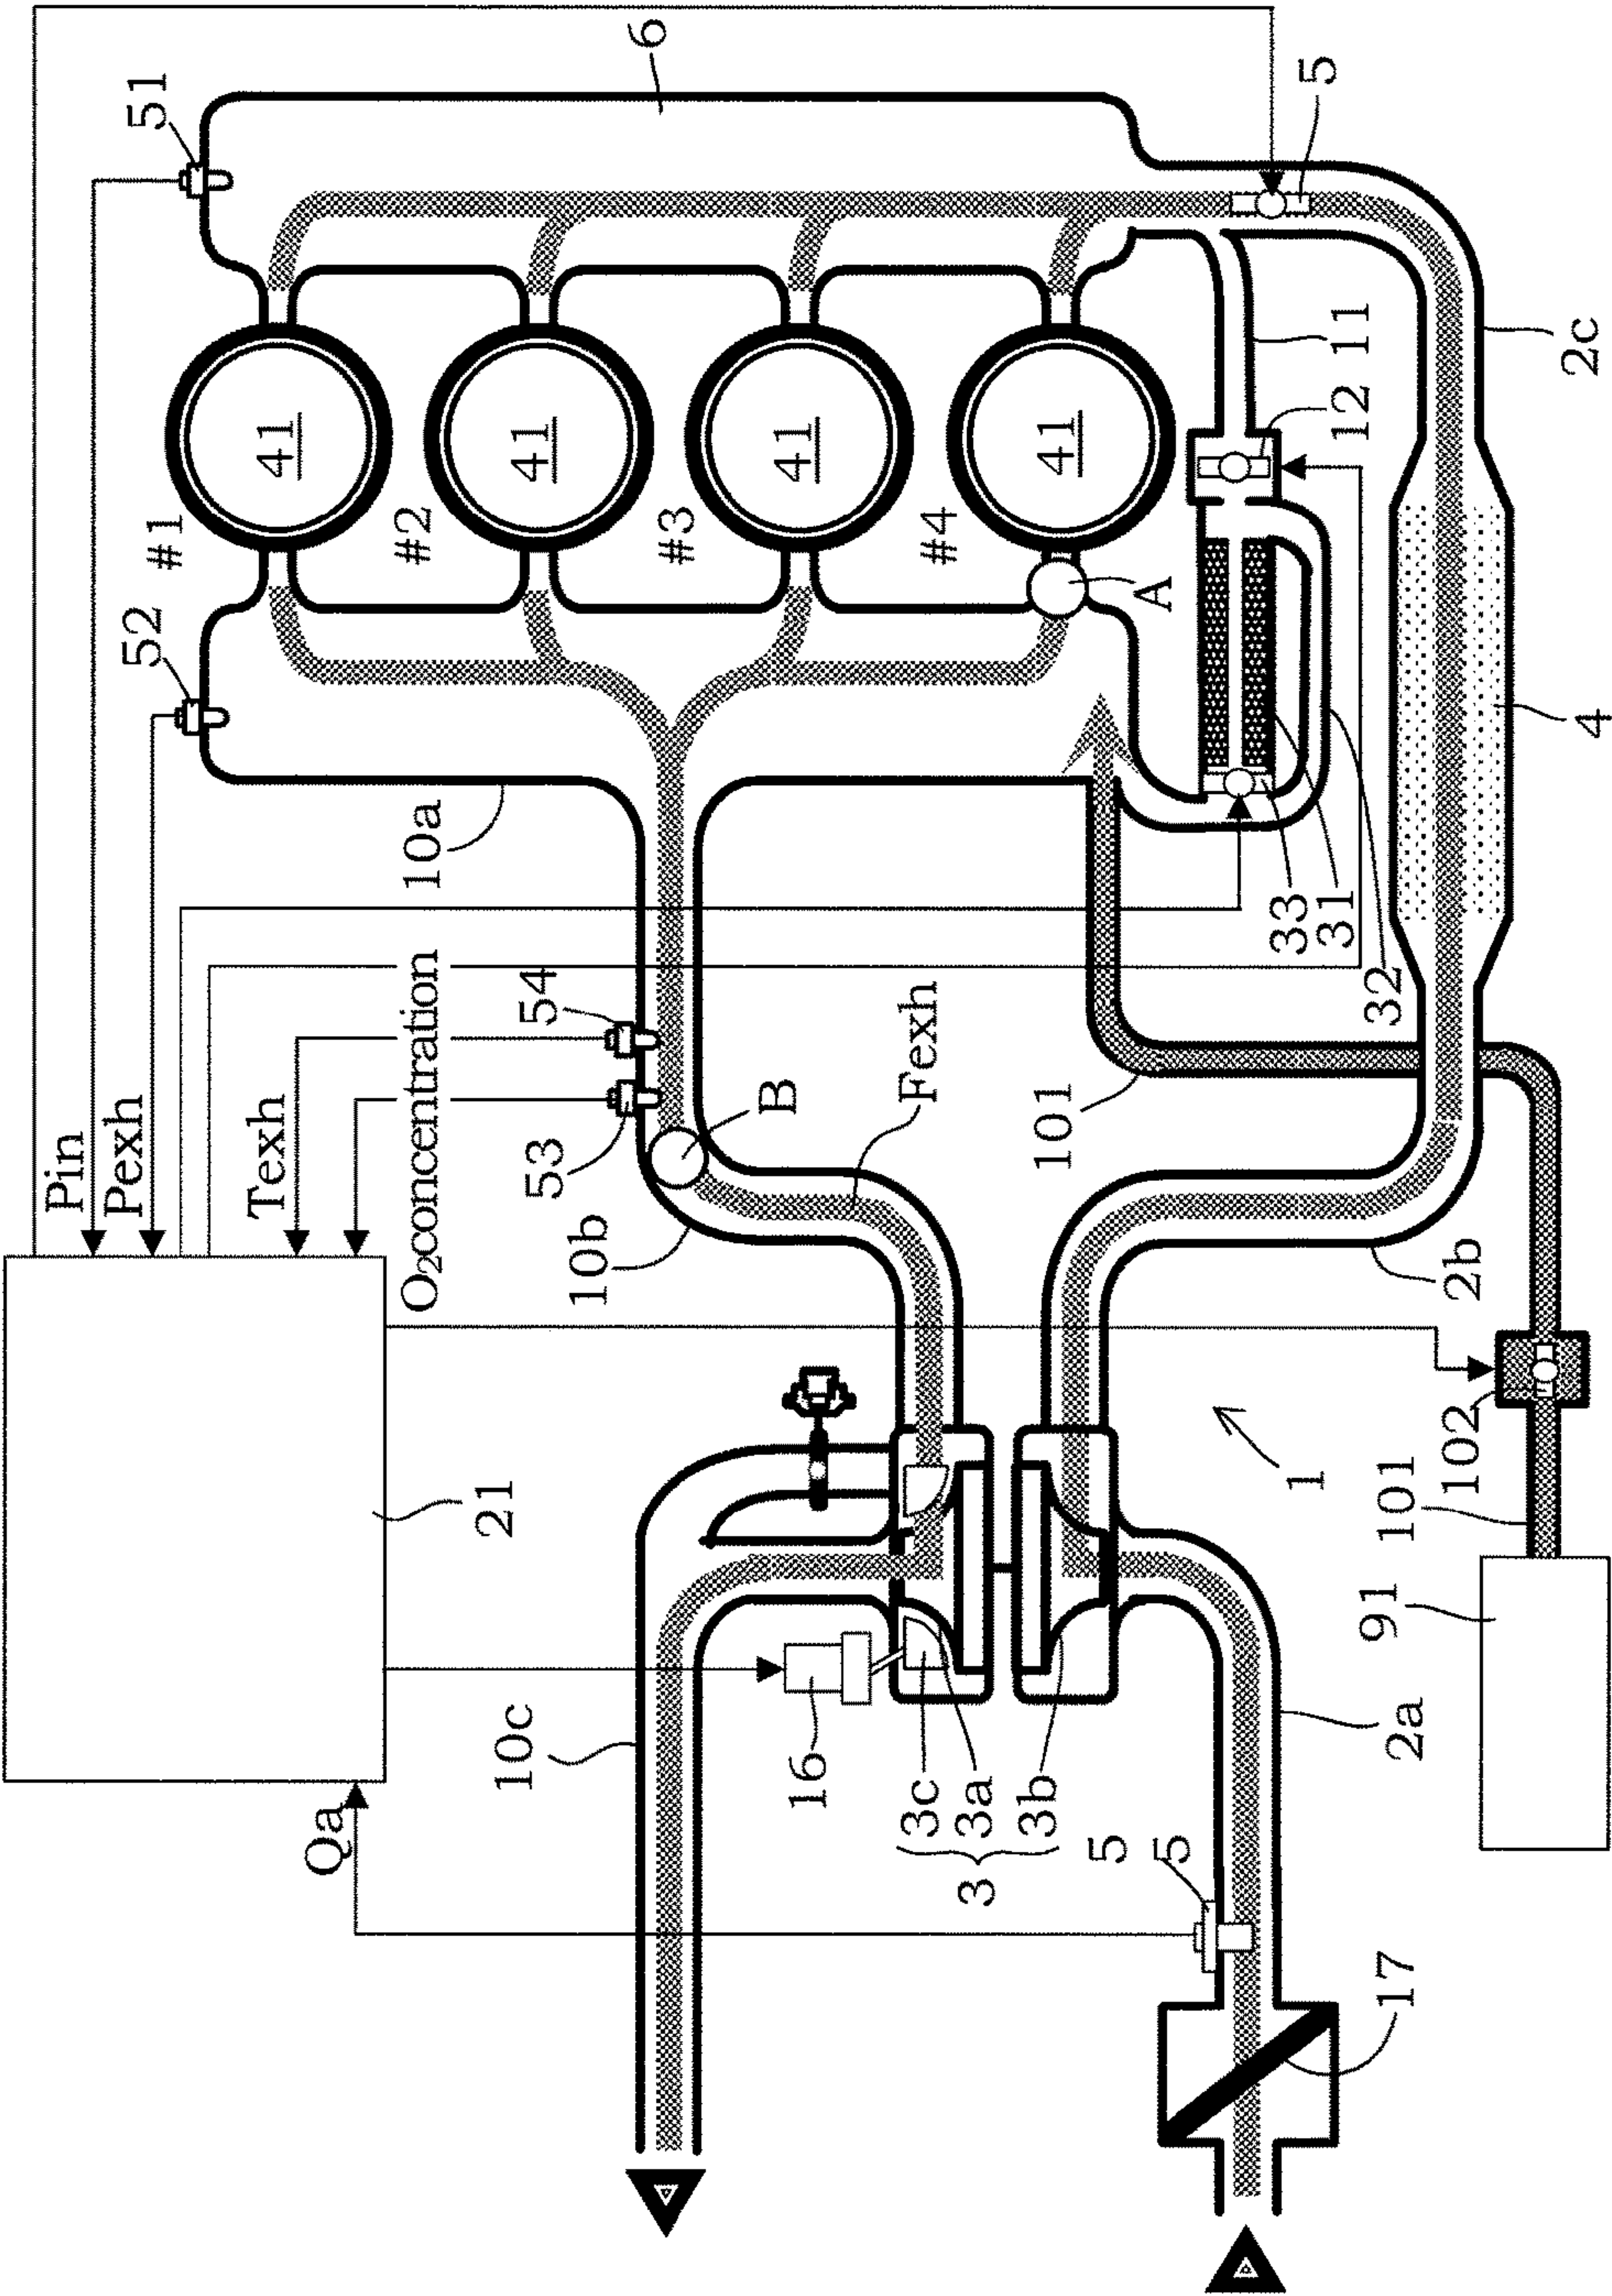 51
6
5
52
#1
41
#2
41
#3
41
#4
41
A
11
12
2c
4
10a
33
31
32
54
53
B
Fexh
101
10b
2b
Pin
Pexh
Texh
O₂concentration
21
Qa
10c
16
3c
3a
3b
3
1
102
101
91
2a
5
5
17